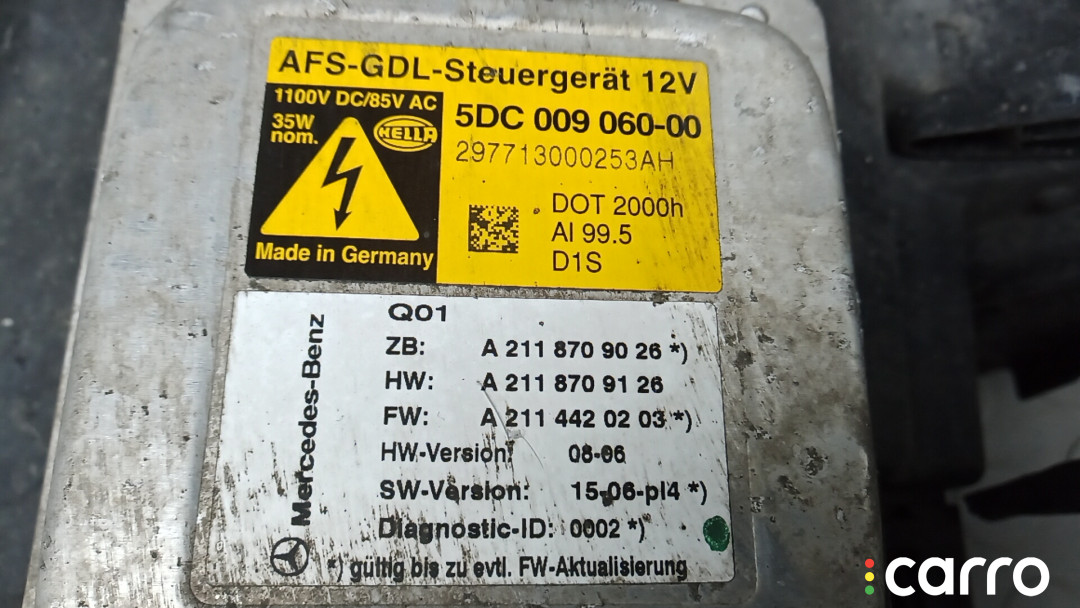 AFS-GDL-Steuergerät 12V
1100V DC/85V AC
35W
nom.
HELLA
Made in Germany
5DC 009 060-00
297713000253AH
DOT 2000h
AI 99.5
D1S
Mercedes-Benz
Q01
ZB: A 211 870 90 26 *)
HW: A 211 870 91 26
FW: A 211 442 02 03 *)
HW-Version: 08-06
SW-Version: 15-06-pl4 *)
Diagnostic-ID: 0002 *)
*) gültig bis zu evtl. FW-Aktualisierung
carro